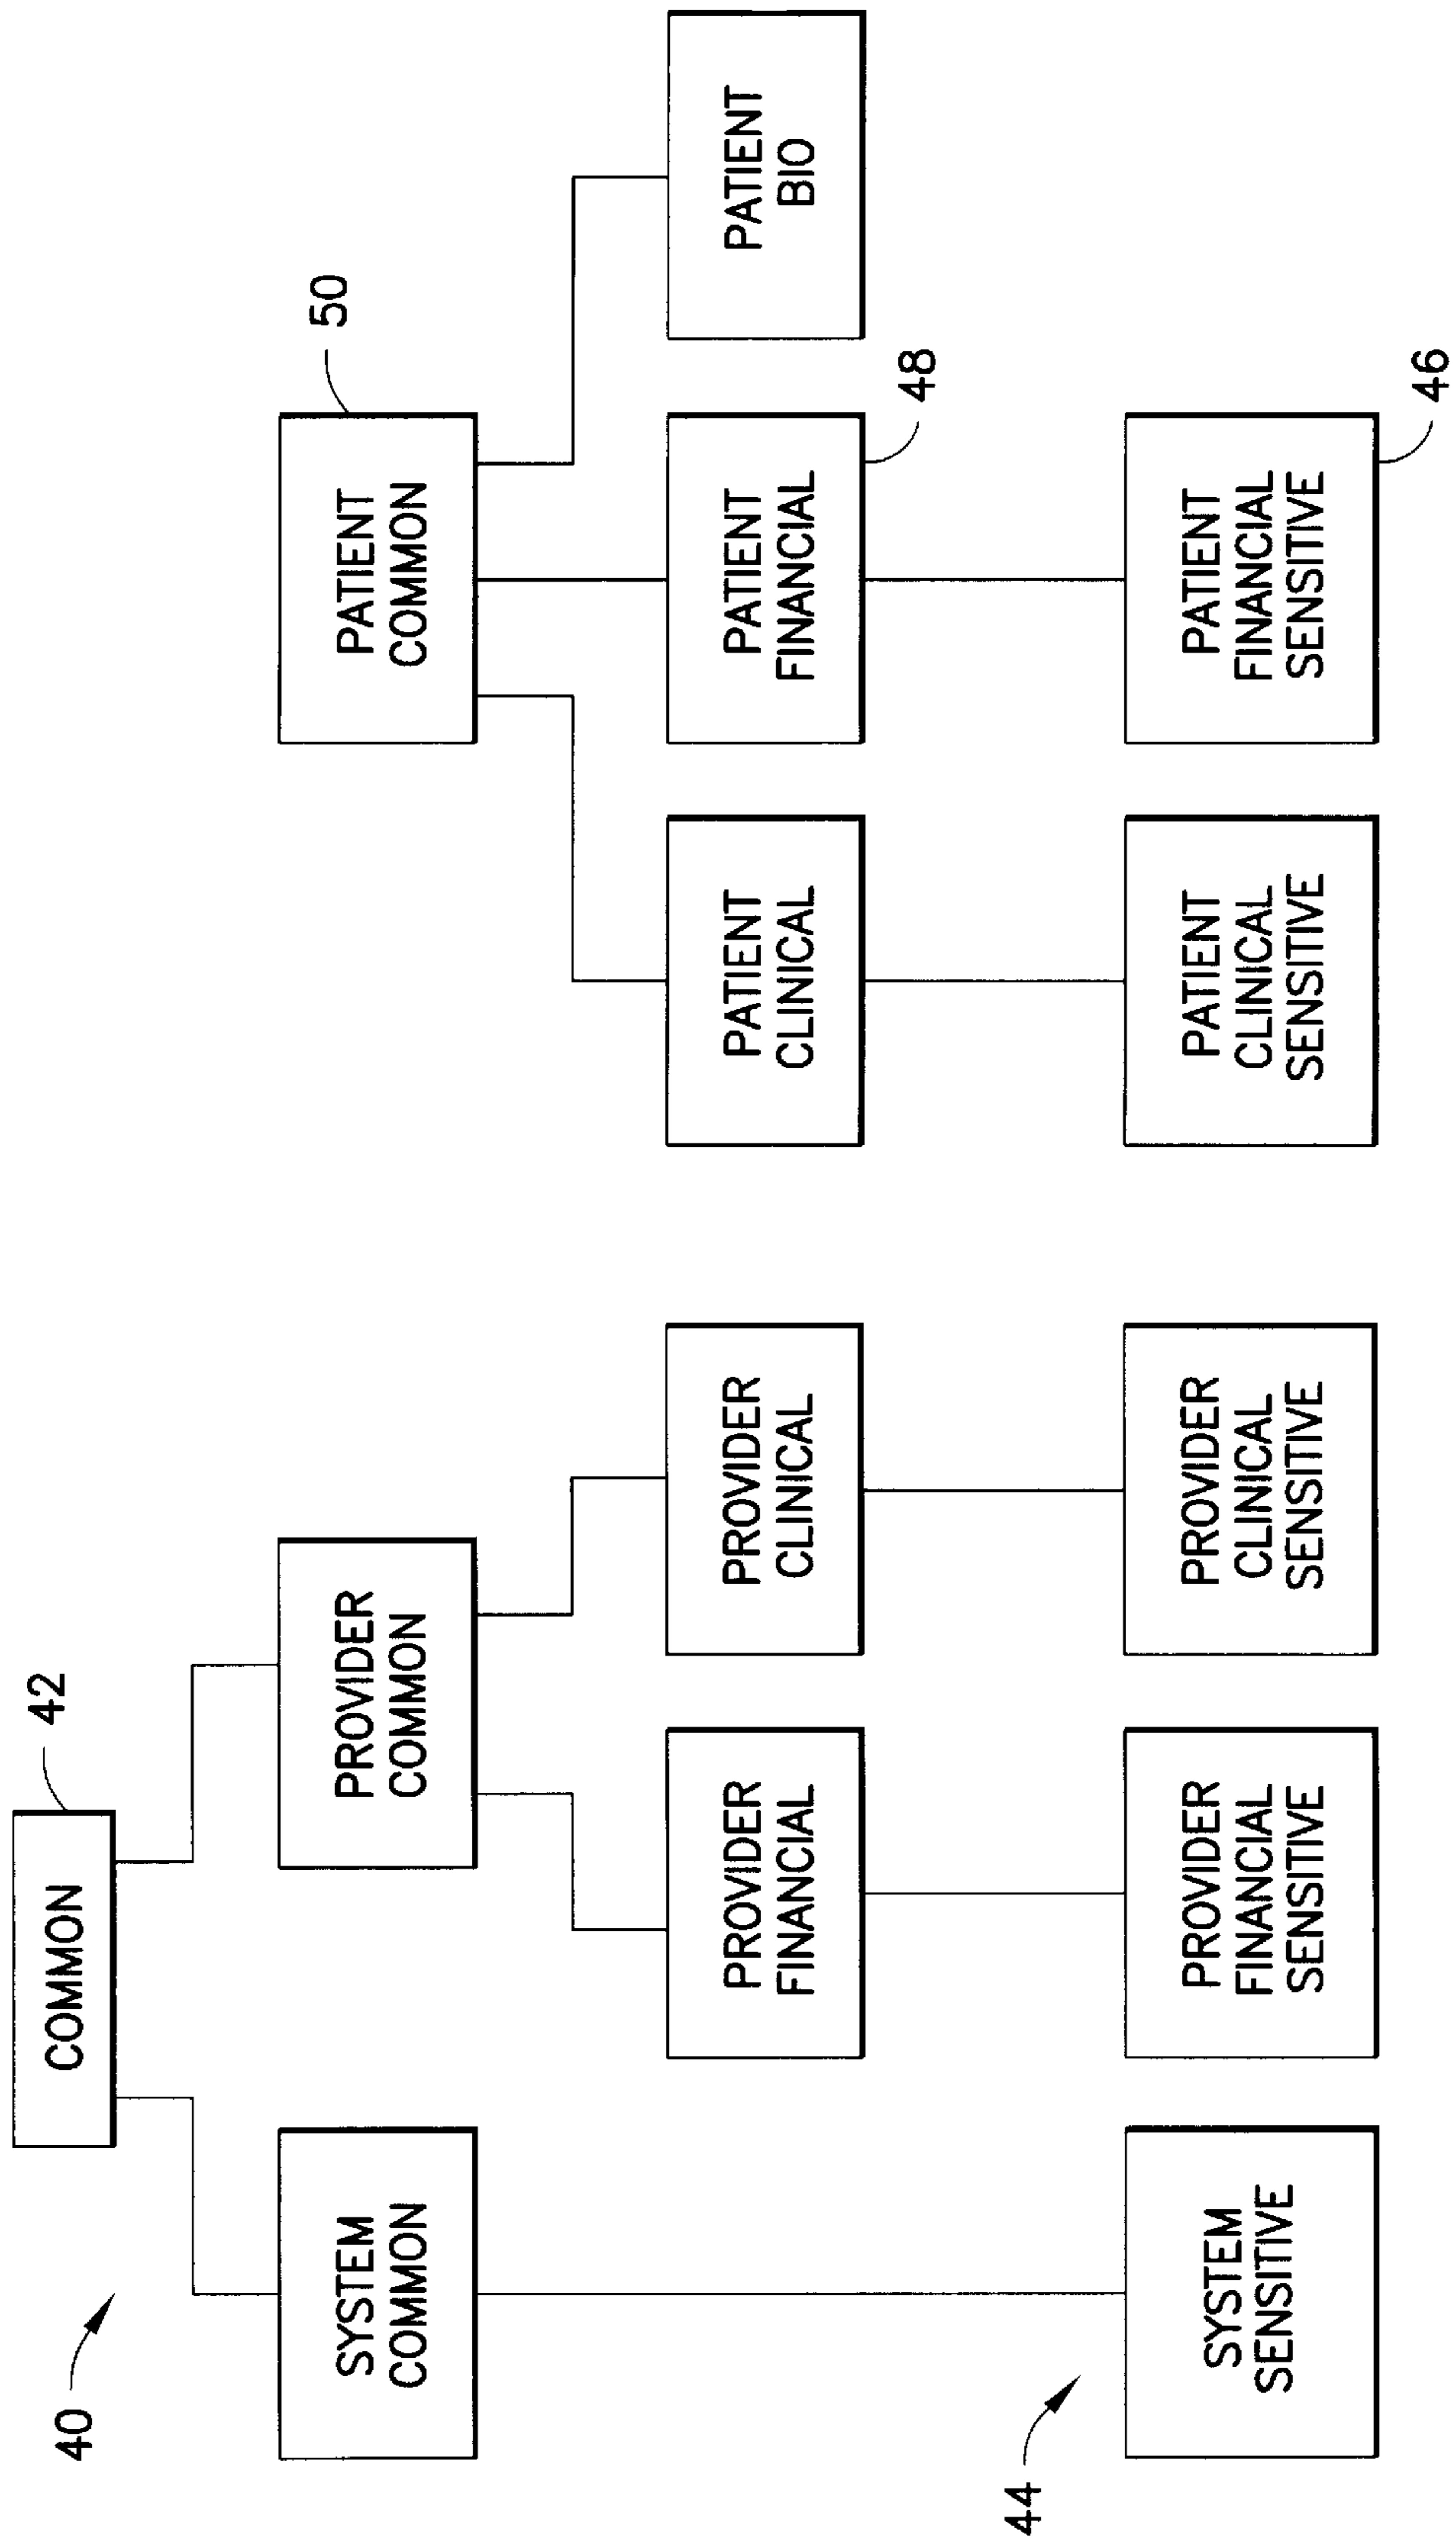 40
COMMON
42
SYSTEM
COMMON
PROVIDER
COMMON
PATIENT
COMMON
50
PROVIDER
FINANCIAL
PROVIDER
CLINICAL
PATIENT
CLINICAL
PATIENT
FINANCIAL
48
PATIENT
BIO
44
SYSTEM
SENSITIVE
PROVIDER
FINANCIAL
SENSITIVE
PROVIDER
CLINICAL
SENSITIVE
PATIENT
CLINICAL
SENSITIVE
PATIENT
FINANCIAL
SENSITIVE
46